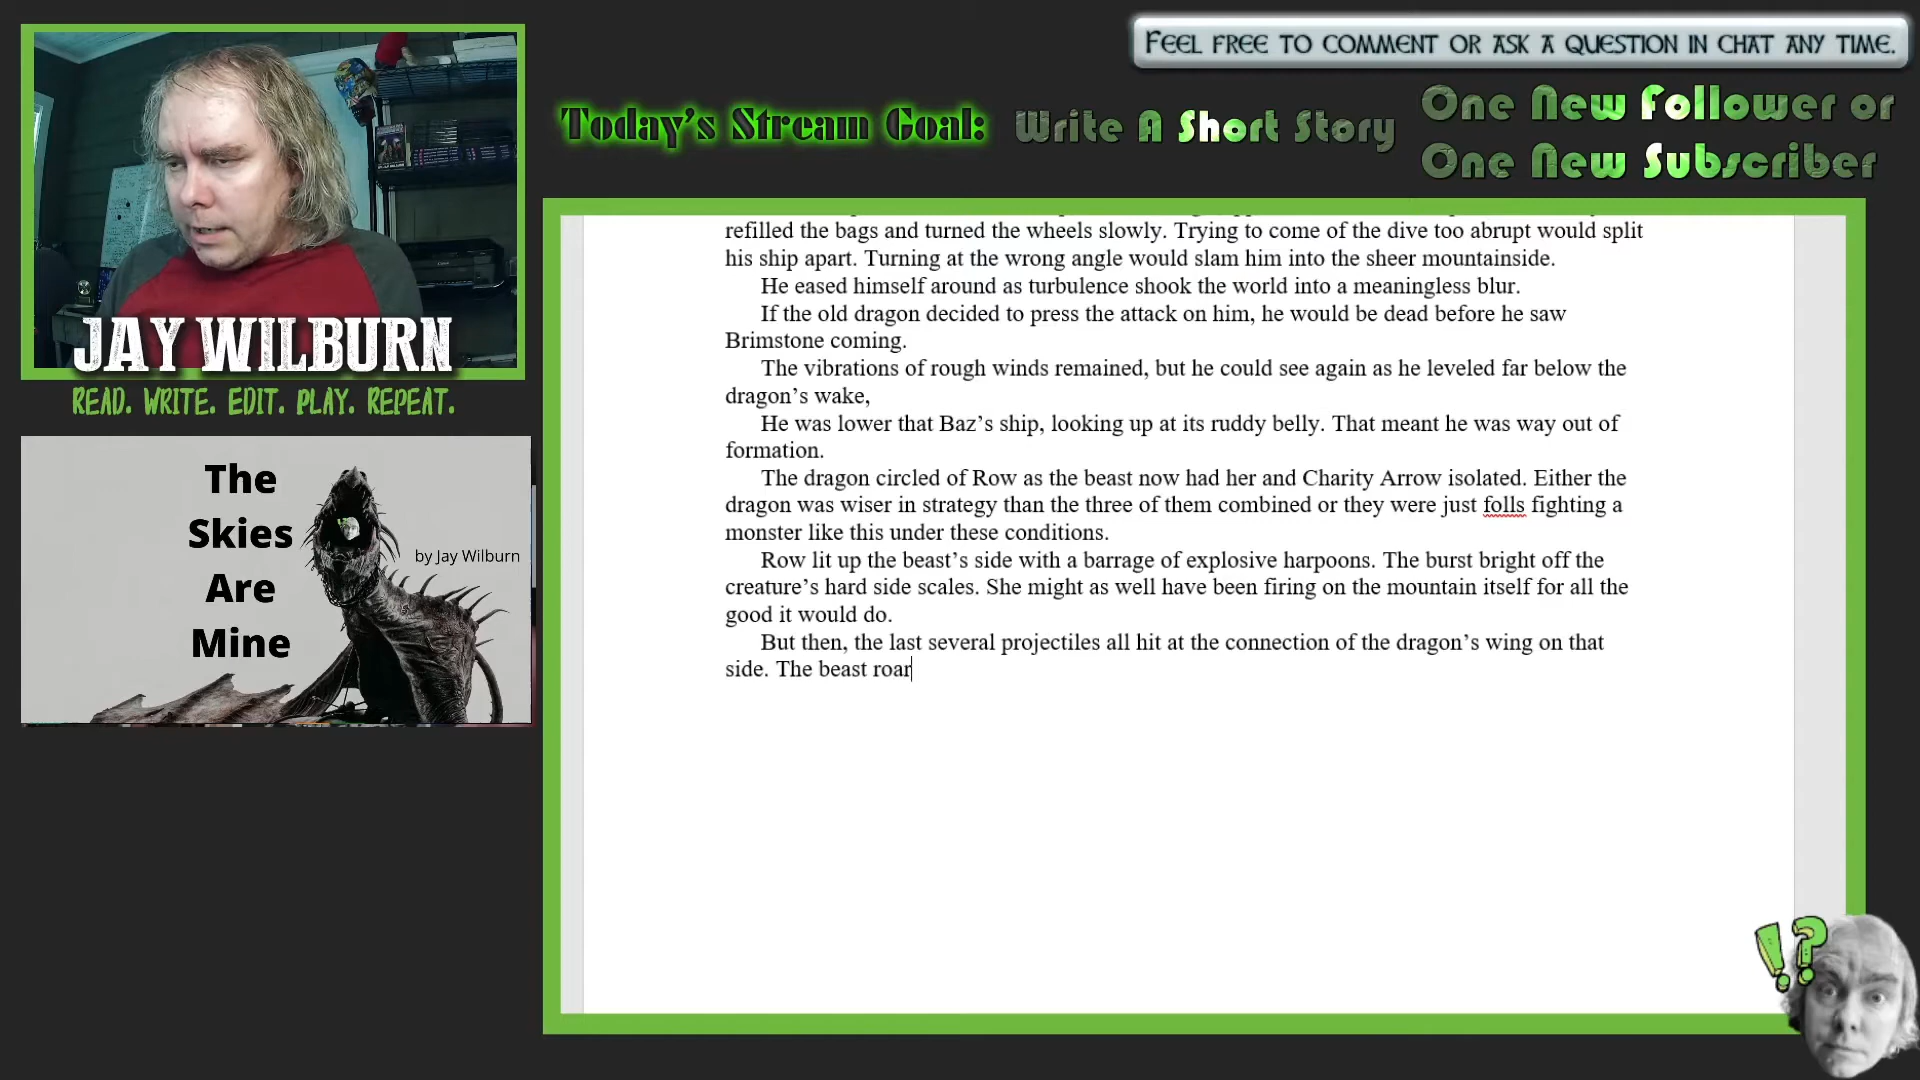 FEEL FREE TO COMMENT OR ASK A QUESTION IN CHAT ANY TIME.
Today's Stream Goal:
Write A Short Story
One New Follower or
One New Subscriber
JAY WILBURN
READ. WRITE. EDIT. PLAY. REPEAT.
The
Skies
Are
Mine
by Jay Wilburn
refilled the bags and turned the wheels slowly. Trying to come of the dive too abrupt would split
his ship apart. Turning at the wrong angle would slam him into the sheer mountainside.
He eased himself around as turbulence shook the world into a meaningless blur.
If the old dragon decided to press the attack on him, he would be dead before he saw
Brimstone coming.
The vibrations of rough winds remained, but he could see again as he leveled far below the
dragon’s wake,
He was lower that Baz’s ship, looking up at its ruddy belly. That meant he was way out of
formation.
The dragon circled of Row as the beast now had her and Charity Arrow isolated. Either the
dragon was wiser in strategy than the three of them combined or they were just folls fighting a
monster like this under these conditions.
Row lit up the beast’s side with a barrage of explosive harpoons. The burst bright off the
creature’s hard side scales. She might as well have been firing on the mountain itself for all the
good it would do.
But then, the last several projectiles all hit at the connection of the dragon’s wing on that
side. The beast roar
!?